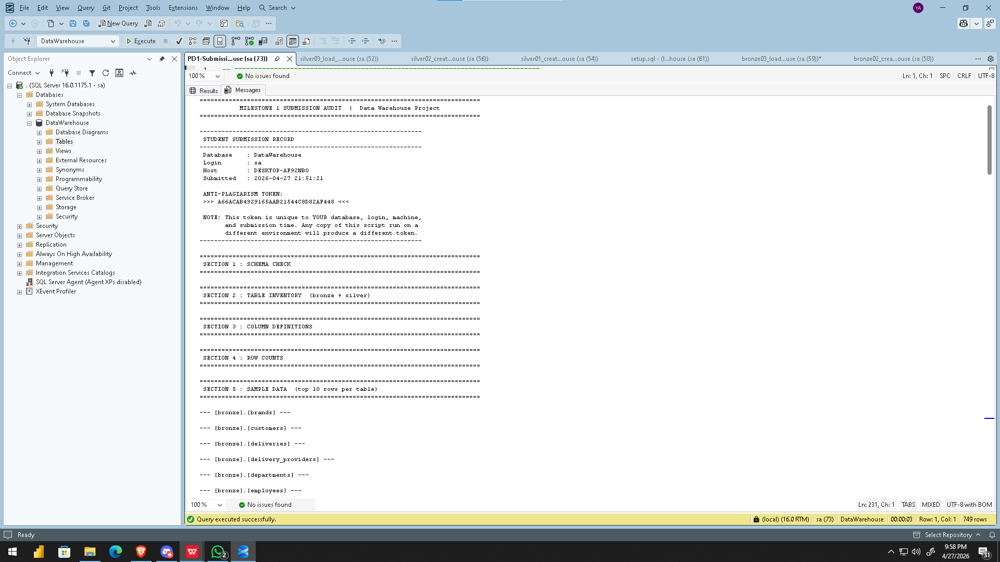 File Edit View Query Git Project Tools Extensions Window Help Search YA
New Query
DataWarehouse Execute
Object Explorer
Connect
. (SQL Server 16.0.1175.1 - sa)
Databases
System Databases
Database Snapshots
DataWarehouse
Database Diagrams
Tables
Views
External Resources
Synonyms
Programmability
Query Store
Service Broker
Storage
Security
Security
Server Objects
Replication
Always On High Availability
Management
Integration Services Catalogs
SQL Server Agent (Agent XPs disabled)
XEvent Profiler
PD1-Submissi...use (sa (73)) silver03_load_...ouse (sa (52)) silver02_creat...ouse (sa (56)) silver01_creat...ouse (sa (54)) setup.sql - (l...house (sa (61)) bronze03_load...use (sa (59))* bronze02_crea...ouse (sa (58))
100 % No issues found Ln: 1, Ch: 1 SPC CRLF UTF-8
Results Messages
=============================================================================
MILESTONE 1 SUBMISSION AUDIT | Data Warehouse Project
=============================================================================
-------------------------------------------------------------
STUDENT SUBMISSION RECORD
-------------------------------------------------------------
Database : DataWarehouse
Login : sa
Host : DESKTOP-AF92NBO
Submitted : 2026-04-27 21:51:21
ANTI-PLAGIARISM TOKEN:
>>> A66ACAB4929165AAB21544C8D82AF448 <<<
NOTE: This token is unique to YOUR database, login, machine,
and submission time. Any copy of this script run on a
different environment will produce a different token.
-------------------------------------------------------------
=============================================================================
SECTION 1 : SCHEMA CHECK
=============================================================================
=============================================================================
SECTION 2 : TABLE INVENTORY (bronze + silver)
=============================================================================
=============================================================================
SECTION 3 : COLUMN DEFINITIONS
=============================================================================
=============================================================================
SECTION 4 : ROW COUNTS
=============================================================================
=============================================================================
SECTION 5 : SAMPLE DATA (top 10 rows per table)
=============================================================================
--- [bronze].[brands] ---
--- [bronze].[customers] ---
--- [bronze].[deliveries] ---
--- [bronze].[delivery_providers] ---
--- [bronze].[departments] ---
--- [bronze].[employees] ---
100 % No issues found Ln: 231, Ch: 1 TABS MIXED UTF-8 with BOM
Query executed successfully. (local) (16.0 RTM) sa (73) DataWarehouse 00:00:03 Row: 1, Col: 1 749 rows
Ready Select Repository
W 2 9:58 PM
4/27/2026 31